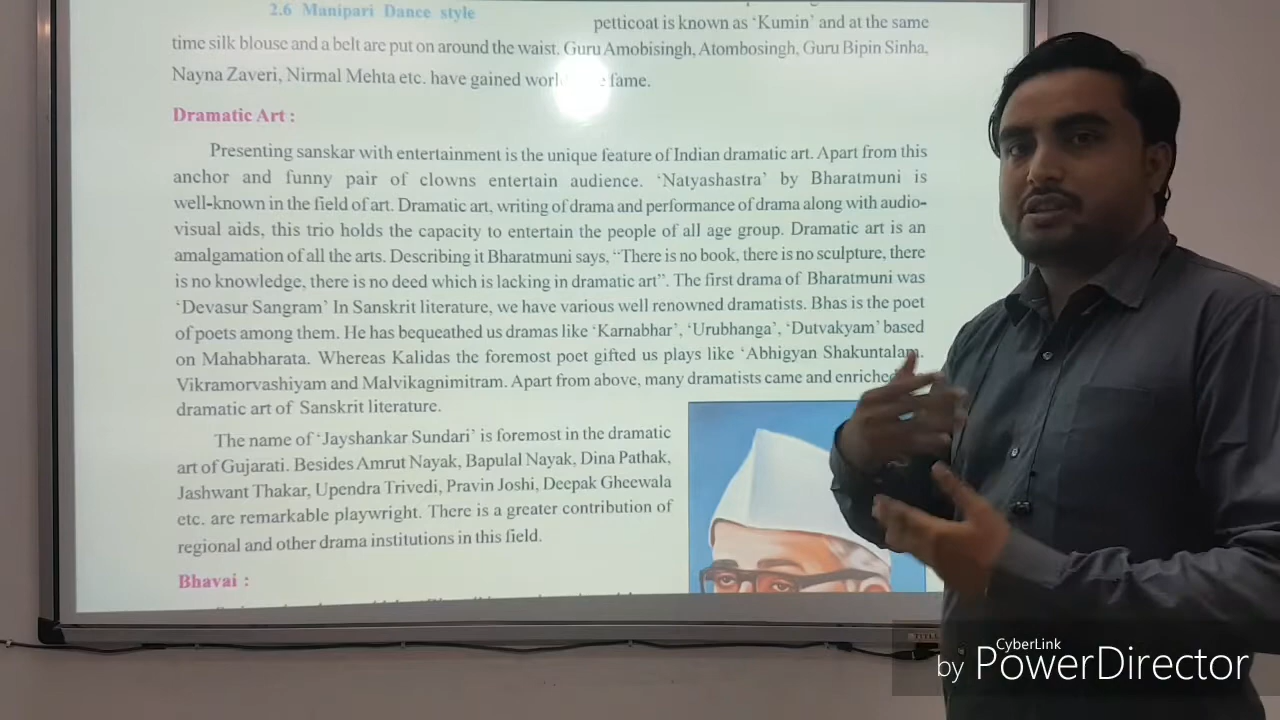 2.6 Manipari Dance style
petticoat is known as ‘Kumin’ and at the same
time silk blouse and a belt are put on around the waist. Guru Amobisingh, Atombosingh, Guru Bipin Sinha,
Nayna Zaveri, Nirmal Mehta etc. have gained fame.
Dramatic Art :
Presenting sanskar with entertainment is the unique feature of Indian dramatic art. Apart from this
anchor and funny pair of clowns entertain audience. ‘Natyashastra’ by Bharatmuni is
well-known in the field of art. Dramatic art, writing of drama and performance of drama along with audio-
visual aids, this trio holds the capacity to entertain the people of all age group. Dramatic art is an
amalgamation of all the arts. Describing it Bharatmuni says, “There is no book, there is no sculpture, there
is no knowledge, there is no deed which is lacking in dramatic art”. The first drama of Bharatmuni was
‘Devasur Sangram’ In Sanskrit literature, we have various well renowned dramatists. Bhas is the poet
of poets among them. He has bequeathed us dramas like ‘Karnabhar’, ‘Urubhanga’, ‘Dutvakyam’ based
on Mahabharata. Whereas Kalidas the foremost poet gifted us plays like ‘Abhigyan Shakuntalam.
Vikramorvashiyam and Malvikagnimitram. Apart from above, many dramatists came and enriched
dramatic art of Sanskrit literature.
The name of ‘Jayshankar Sundari’ is foremost in the dramatic
art of Gujarati. Besides Amrut Nayak, Bapulal Nayak, Dina Pathak,
Jashwant Thakar, Upendra Trivedi, Pravin Joshi, Deepak Gheewala
etc. are remarkable playwright. There is a greater contribution of
regional and other drama institutions in this field.
Bhavai :
CyberLink
by PowerDirector